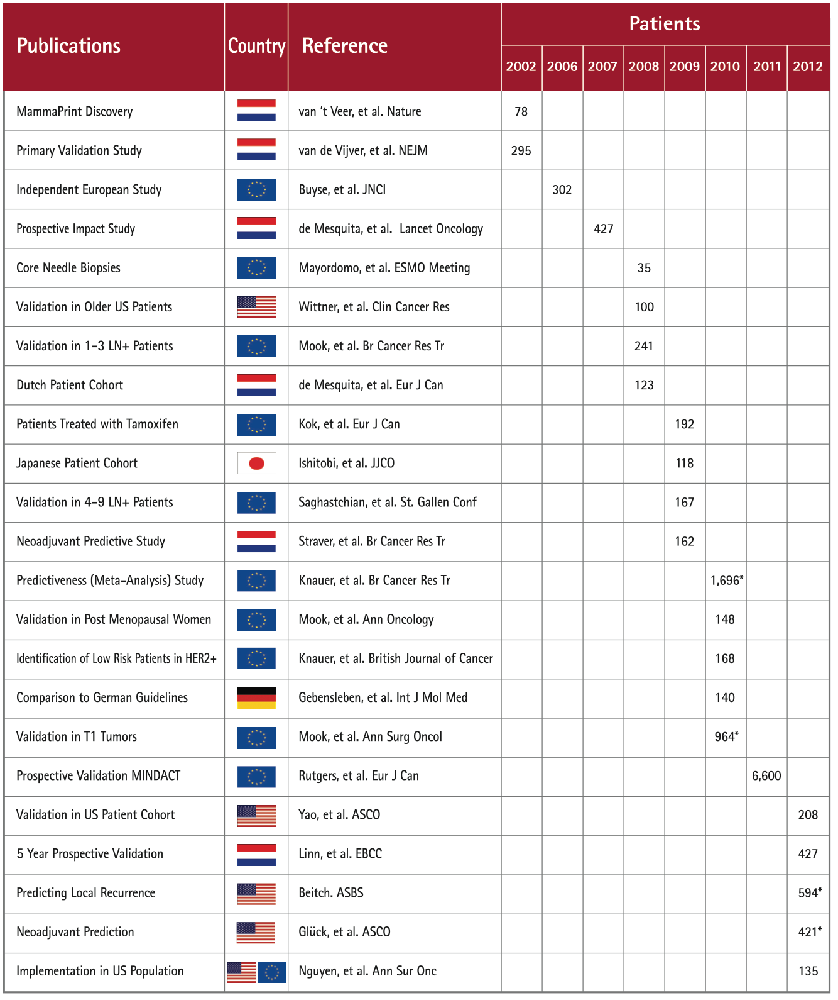 Publications Country Reference Patients
2002 2006 2007 2008 2009 2010 2011 2012
MammaPrint Discovery van ‘t Veer, et al. Nature 78
Primary Validation Study van de Vijver, et al. NEJM 295
Independent European Study Buyse, et al. JNCI 302
Prospective Impact Study de Mesquita, et al. Lancet Oncology 427
Core Needle Biopsies Mayordomo, et al. ESMO Meeting 35
Validation in Older US Patients Wittner, et al. Clin Cancer Res 100
Validation in 1-3 LN+ Patients Mook, et al. Br Cancer Res Tr 241
Dutch Patient Cohort de Mesquita, et al. Eur J Can 123
Patients Treated with Tamoxifen Kok, et al. Eur J Can 192
Japanese Patient Cohort Ishitobi, et al. JJCO 118
Validation in 4-9 LN+ Patients Saghastchian, et al. St. Gallen Conf 167
Neoadjuvant Predictive Study Straver, et al. Br Cancer Res Tr 162
Predictiveness (Meta-Analysis) Study Knauer, et al. Br Cancer Res Tr 1,696*
Validation in Post Menopausal Women Mook, et al. Ann Oncology 148
Identification of Low Risk Patients in HER2+ Knauer, et al. British Journal of Cancer 168
Comparison to German Guidelines Gebensleben, et al. Int J Mol Med 140
Validation in T1 Tumors Mook, et al. Ann Surg Oncol 964*
Prospective Validation MINDACT Rutgers, et al. Eur J Can 6,600
Validation in US Patient Cohort Yao, et al. ASCO 208
5 Year Prospective Validation Linn, et al. EBCC 427
Predicting Local Recurrence Beitch. ASBS 594*
Neoadjuvant Prediction Glück, et al. ASCO 421*
Implementation in US Population Nguyen, et al. Ann Sur Onc 135